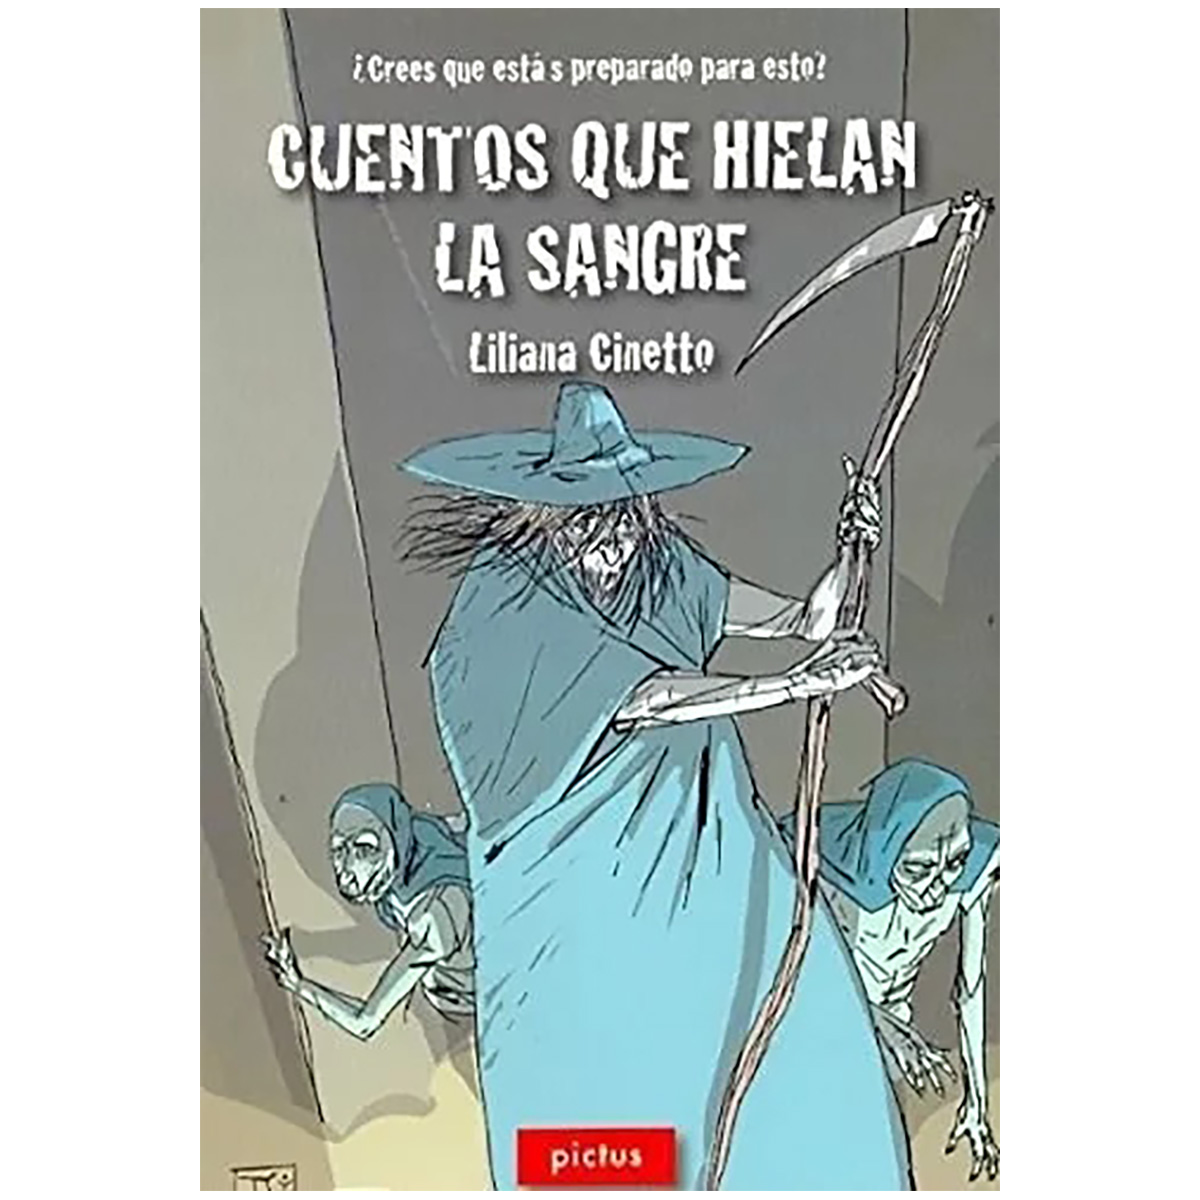 ¿Crees que estás preparado para esto?
CUENTOS QUE HIELAN
LA SANGRE
Liliana Cinetto
pictus